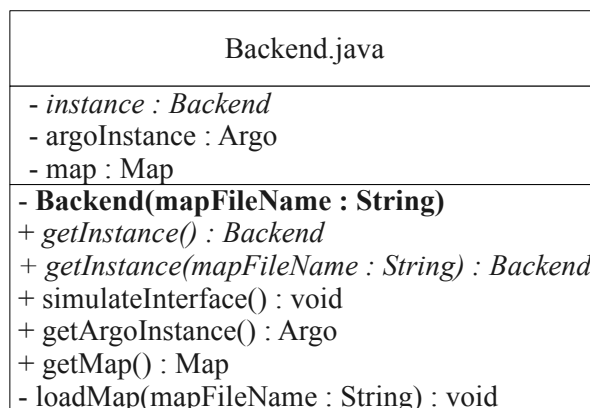 Backend.java
- instance : Backend
- argoInstance : Argo
- map : Map
- Backend(mapFileName : String)
+ getInstance() : Backend
+ getInstance(mapFileName : String) : Backend
+ simulateInterface() : void
+ getArgoInstance() : Argo
+ getMap() : Map
- loadMap(mapFileName : String) : void